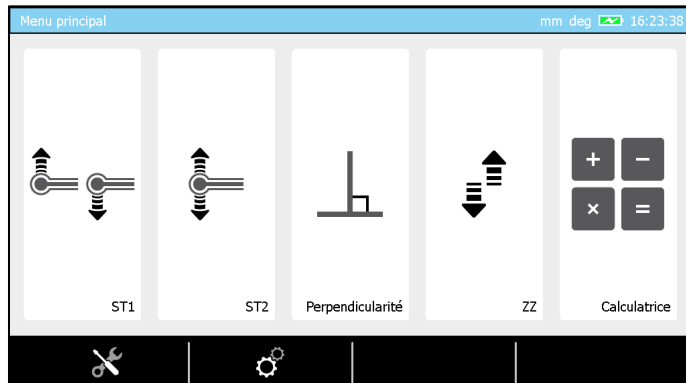 Menu principal
mm deg 16:23:38
ST1
ST2
Perpendicularité
ZZ
Calculatrice